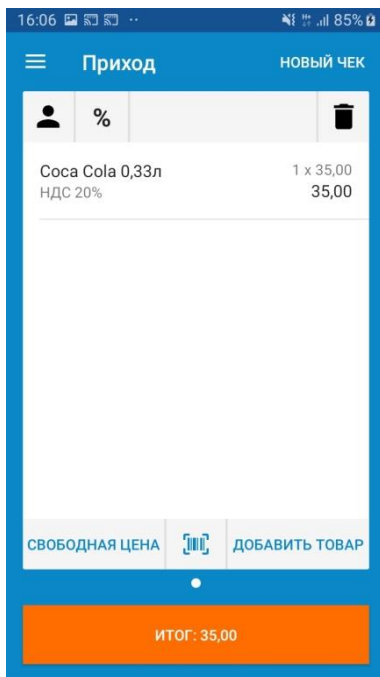 16:06 85%
Приход НОВЫЙ ЧЕК
%
Coca Cola 0,33л 1 x 35,00
НДС 20% 35,00
СВОБОДНАЯ ЦЕНА ДОБАВИТЬ ТОВАР
ИТОГ: 35,00